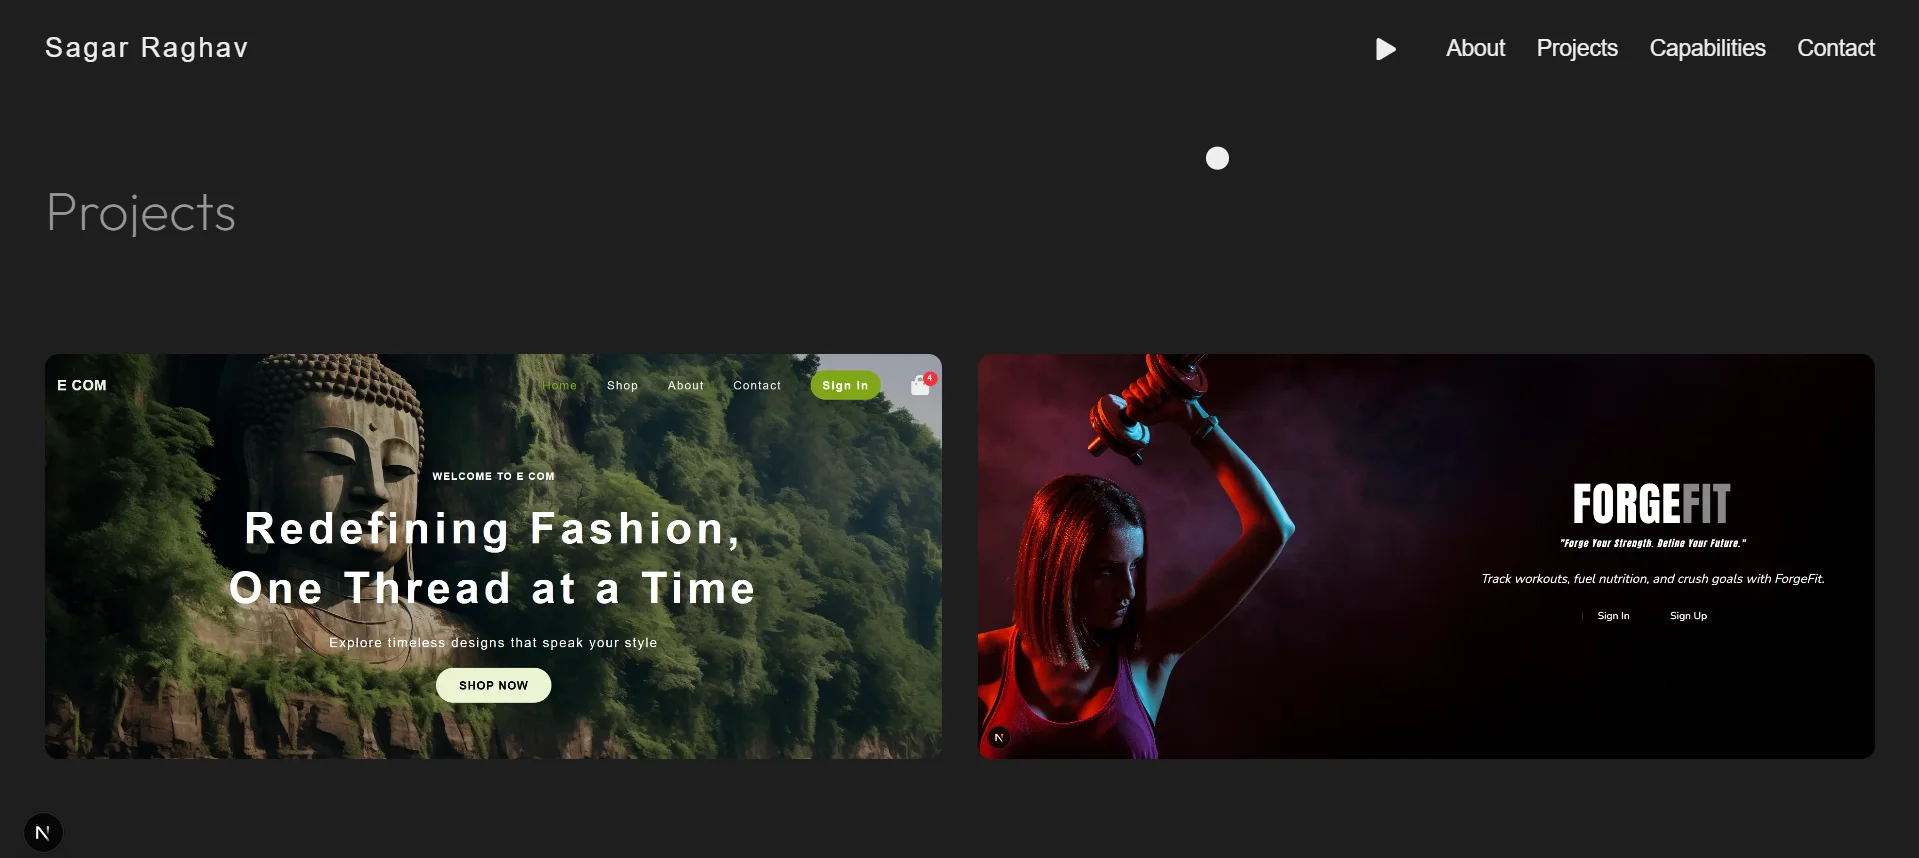 Sagar Raghav
About Projects Capabilities Contact
Projects
E COM
Home Shop About Contact Sign In 4
WELCOME TO E COM
Redefining Fashion,
One Thread at a Time
Explore timeless designs that speak your style
SHOP NOW
FORGEFIT
"Forge Your Strength. Define Your Future."
Track workouts, fuel nutrition, and crush goals with ForgeFit.
Sign In Sign Up
N
N